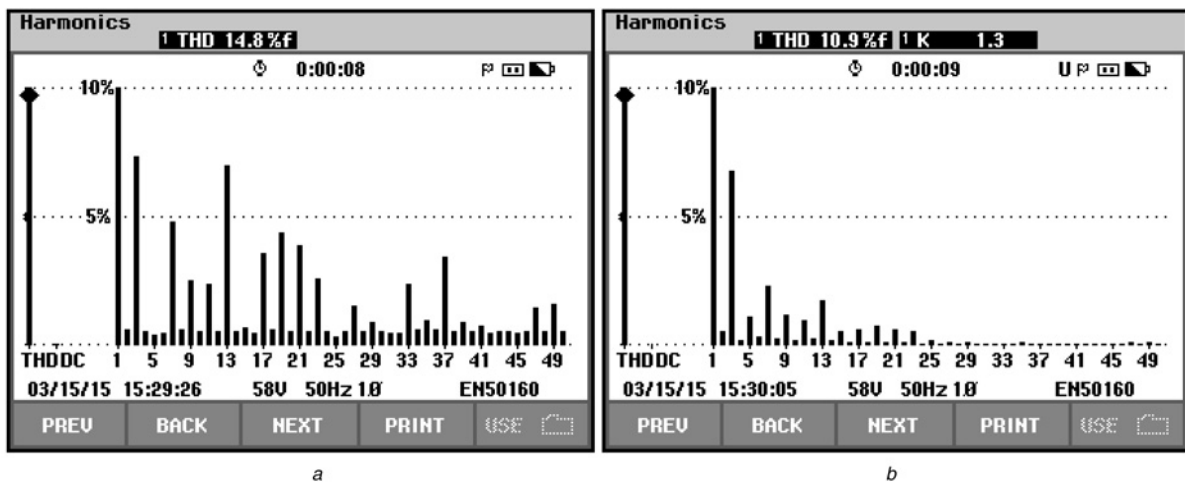 Harmonics
1 THD 14.8%f
0:00:08
10%
5%
THD DC 1 5 9 13 17 21 25 29 33 37 41 45 49
03/15/15 15:29:26 58V 50Hz 1Ø EN50160
PREV BACK NEXT PRINT USE
a
Harmonics
1 THD 10.9%f 1 K 1.3
0:00:09 U
10%
5%
THD DC 1 5 9 13 17 21 25 29 33 37 41 45 49
03/15/15 15:30:05 58V 50Hz 1Ø EN50160
PREV BACK NEXT PRINT USE
b